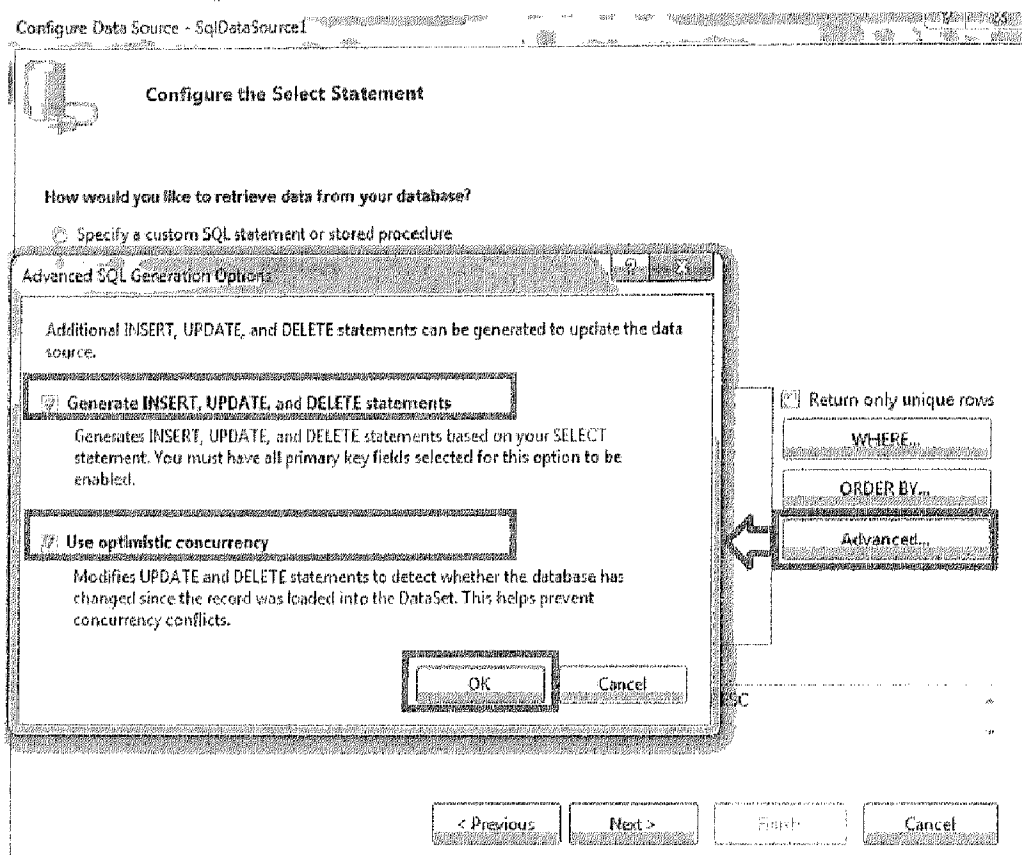 Configure Data Source - SqlDataSource1
Configure the Select Statement
How would you like to retrieve data from your database?
Specify a custom SQL statement or stored procedure
Advanced SQL Generation Options
Additional INSERT, UPDATE, and DELETE statements can be generated to update the data
source.
Generate INSERT, UPDATE, and DELETE statements
Generates INSERT, UPDATE, and DELETE statements based on your SELECT
statement. You must have all primary key fields selected for this option to be
enabled.
Use optimistic concurrency
Modifies UPDATE and DELETE statements to detect whether the database has
changed since the record was loaded into the DataSet. This helps prevent
concurrency conflicts.
OK
Cancel
Return only unique rows
WHERE...
ORDER BY...
Advanced...
< Previous
Next >
Finish
Cancel